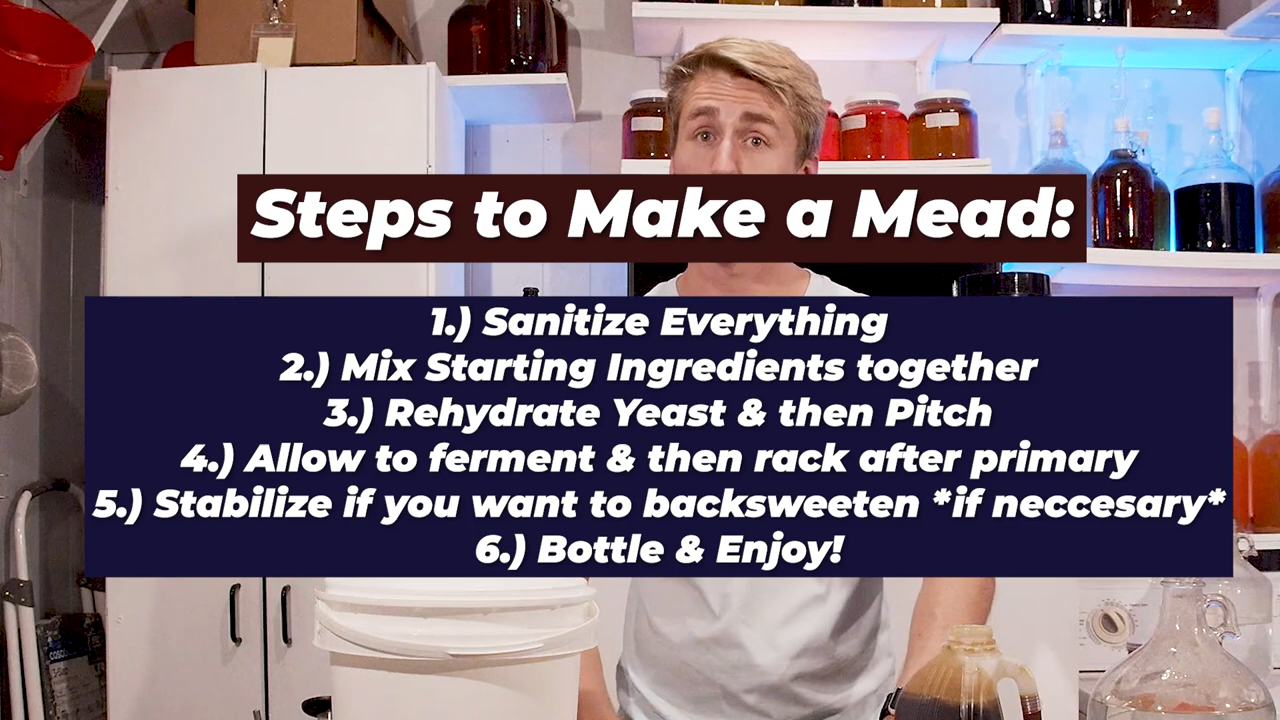 Steps to Make a Mead:
1.) Sanitize Everything
2.) Mix Starting Ingredients together
3.) Rehydrate Yeast & then Pitch
4.) Allow to ferment & then rack after primary
5.) Stabilize if you want to backsweeten *if neccesary*
6.) Bottle & Enjoy!